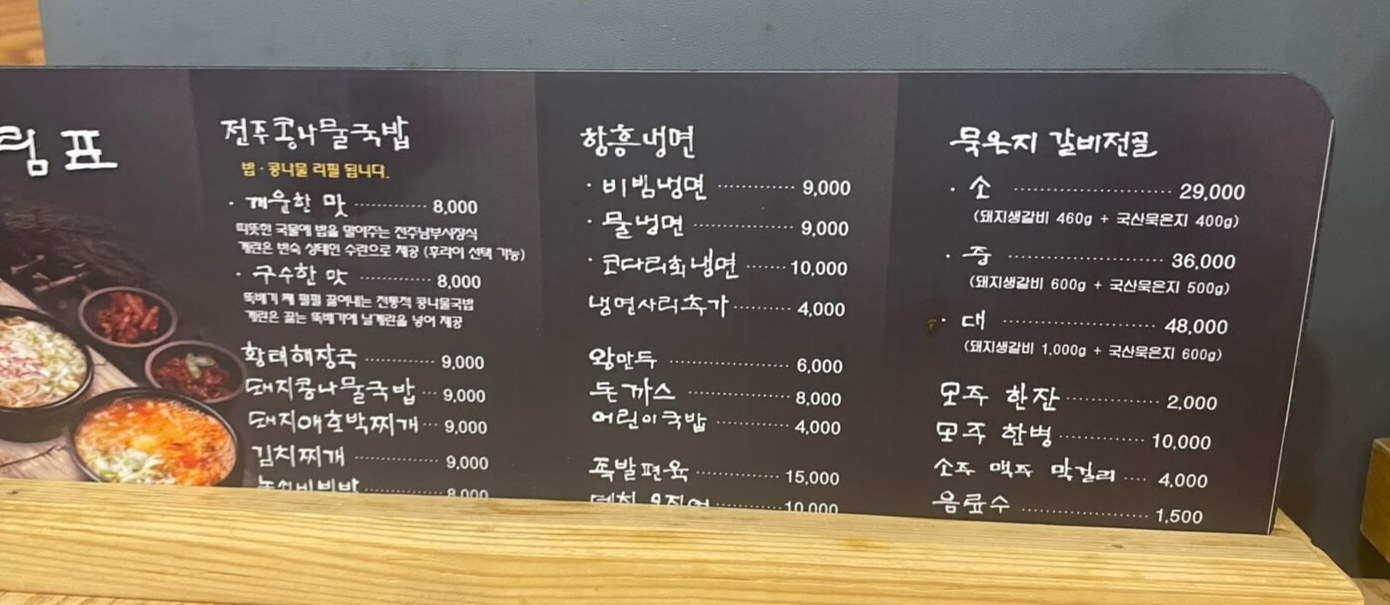 림표
전주콩나물국밥
밥·콩나물 리필 됩니다.
· 개운한 맛 ············ 8,000
따뜻한 국물에 밥을 말아주는 전주남부시장식
계란은 반숙 상태인 수란으로 제공 (후라이 선택 가능)
· 구수한 맛 ············ 8,000
뚝배기 째 펄펄 끓여내는 전통적 콩나물국밥
계란은 끓는 뚝배기에 날계란을 넣어 제공
황태해장국 ··········· 9,000
돼지콩나물국밥 ·· 9,000
돼지애호박찌개 ·· 9,000
김치찌개 ·············· 9,000
············ 8,000
함흥냉면
· 비빔냉면 ············ 9,000
· 물냉면 ················ 9,000
· 코다리회냉면 ······ 10,000
냉면사리추가 ········ 4,000
왕만두 ·················· 6,000
돈까스 ················ 8,000
어린이국밥 ············ 4,000
족발편육 ·············· 15,000
데친 오징어 ··········· 10,000
묵은지 갈비전골
· 소 ························ 29,000
(돼지생갈비 460g + 국산묵은지 400g)
· 중 ························ 36,000
(돼지생갈비 600g + 국산묵은지 500g)
· 대 ························ 48,000
(돼지생갈비 1,000g + 국산묵은지 600g)
모주 한잔 ··············· 2,000
모주 한병 ·············· 10,000
소주 맥주 막걸리 ···· 4,000
음료수 ····················· 1,500